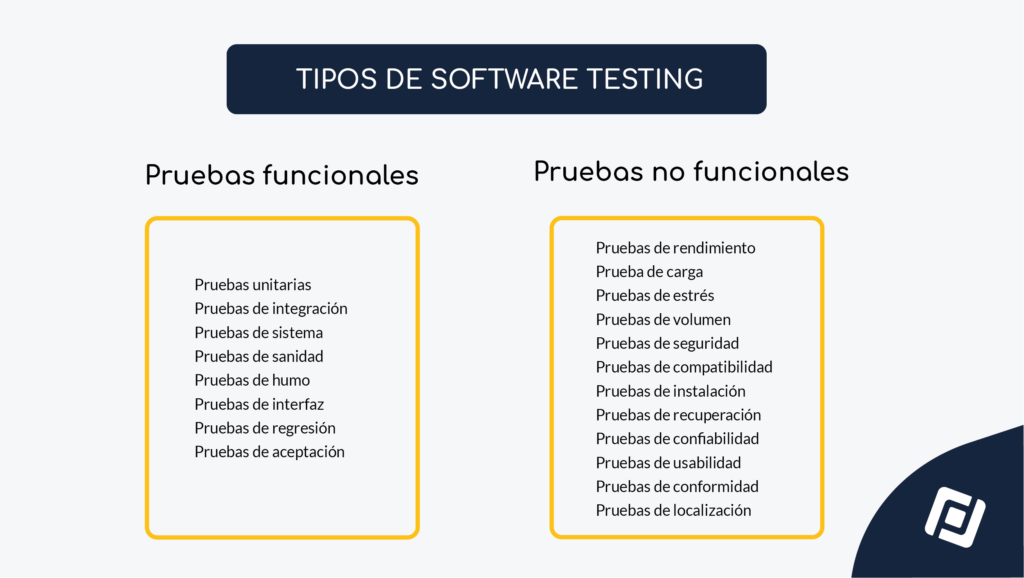 TIPOS DE SOFTWARE TESTING
Pruebas funcionales
Pruebas unitarias
Pruebas de integración
Pruebas de sistema
Pruebas de sanidad
Pruebas de humo
Pruebas de interfaz
Pruebas de regresión
Pruebas de aceptación
Pruebas no funcionales
Pruebas de rendimiento
Prueba de carga
Pruebas de estrés
Pruebas de volumen
Pruebas de seguridad
Pruebas de compatibilidad
Pruebas de instalación
Pruebas de recuperación
Pruebas de confiabilidad
Pruebas de usabilidad
Pruebas de conformidad
Pruebas de localización